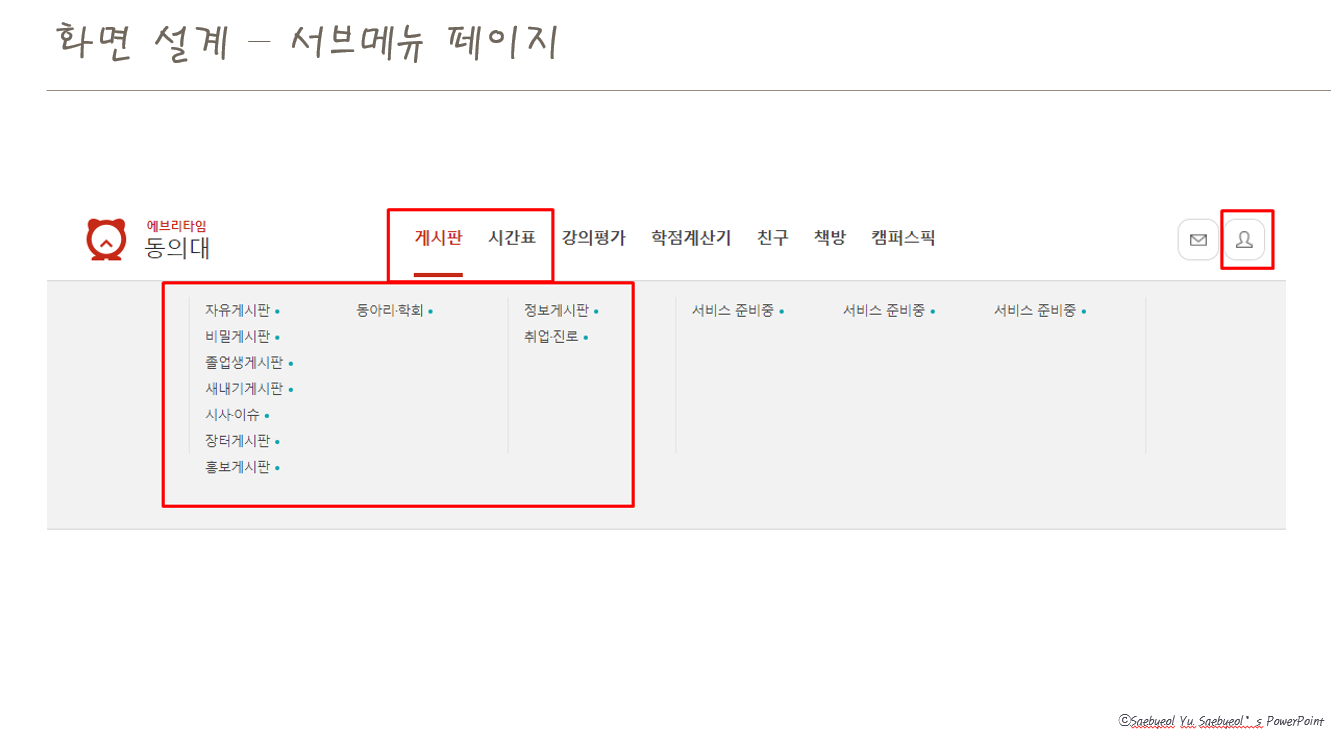 화면 설계 – 서브메뉴 페이지
에브리타임
동의대
게시판 시간표 강의평가 학점계산기 친구 책방 캠퍼스픽
자유게시판 동아리·학회 정보게시판 서비스 준비중 서비스 준비중 서비스 준비중
비밀게시판 취업·진로
졸업생게시판
새내기게시판
시사·이슈
장터게시판
홍보게시판
ⓒSaebyeol Yu. Saebyeol’s PowerPoint